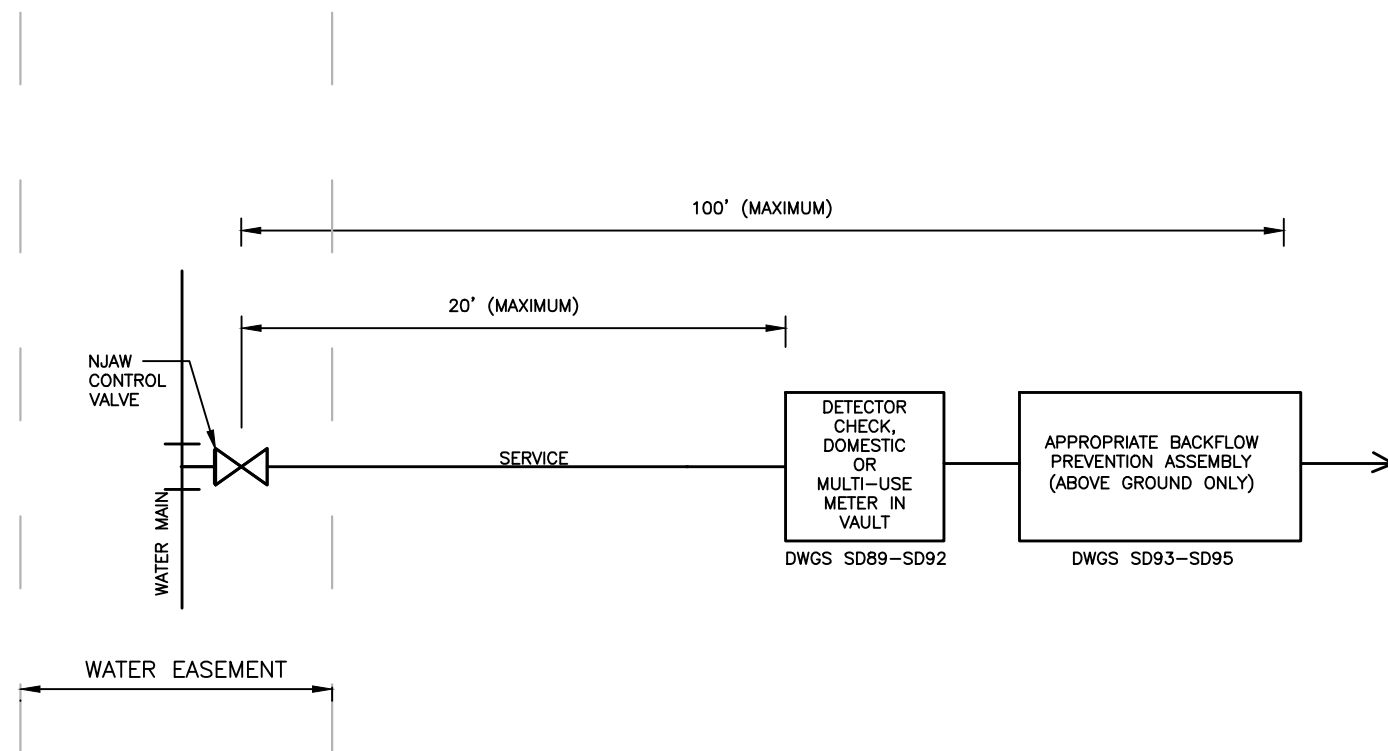 100' (MAXIMUM)
20' (MAXIMUM)
NJAW
CONTROL
VALVE
SERVICE
WATER MAIN
DETECTOR
CHECK,
DOMESTIC
OR
MULTI-USE
METER IN
VAULT
DWGS SD89-SD92
APPROPRIATE BACKFLOW
PREVENTION ASSEMBLY
(ABOVE GROUND ONLY)
DWGS SD93-SD95
WATER EASEMENT